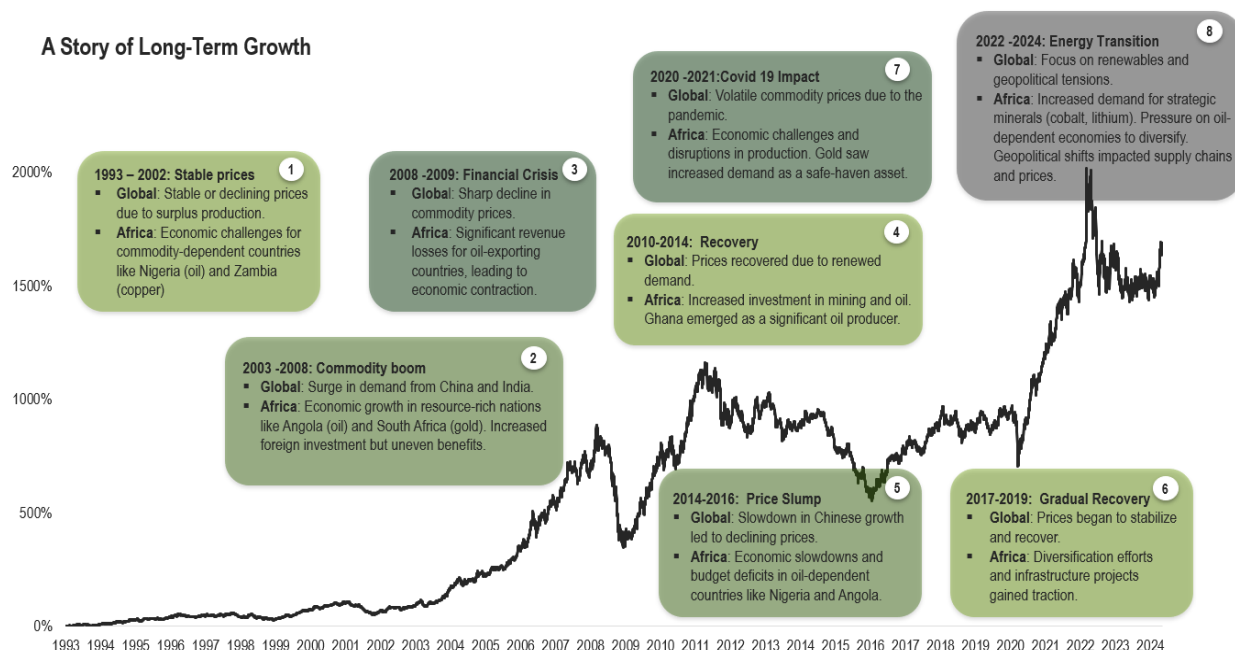 A Story of Long-Term Growth
1
1993 – 2002: Stable prices
▪ Global: Stable or declining prices
due to surplus production.
▪ Africa: Economic challenges for
commodity-dependent countries
like Nigeria (oil) and Zambia
(copper)
2
2003 -2008: Commodity boom
▪ Global: Surge in demand from China and India.
▪ Africa: Economic growth in resource-rich nations
like Angola (oil) and South Africa (gold). Increased
foreign investment but uneven benefits.
3
2008 -2009: Financial Crisis
▪ Global: Sharp decline in
commodity prices.
▪ Africa: Significant revenue
losses for oil-exporting
countries, leading to
economic contraction.
4
2010-2014: Recovery
▪ Global: Prices recovered due to renewed
demand.
▪ Africa: Increased investment in mining and oil.
Ghana emerged as a significant oil producer.
5
2014-2016: Price Slump
▪ Global: Slowdown in Chinese growth
led to declining prices.
▪ Africa: Economic slowdowns and
budget deficits in oil-dependent
countries like Nigeria and Angola.
6
2017-2019: Gradual Recovery
▪ Global: Prices began to stabilize
and recover.
▪ Africa: Diversification efforts
and infrastructure projects
gained traction.
7
2020 -2021:Covid 19 Impact
▪ Global: Volatile commodity prices due to the
pandemic.
▪ Africa: Economic challenges and
disruptions in production. Gold saw
increased demand as a safe-haven asset.
8
2022 -2024: Energy Transition
▪ Global: Focus on renewables and
geopolitical tensions.
▪ Africa: Increased demand for strategic
minerals (cobalt, lithium). Pressure on oil-
dependent economies to diversify.
Geopolitical shifts impacted supply chains
and prices.
2000%
1500%
1000%
500%
0%
1993 1994 1995 1996 1997 1998 1999 2000 2001 2002 2003 2004 2005 2006 2007 2008 2009 2010 2011 2012 2013 2014 2015 2016 2017 2018 2019 2020 2021 2022 2023 2024